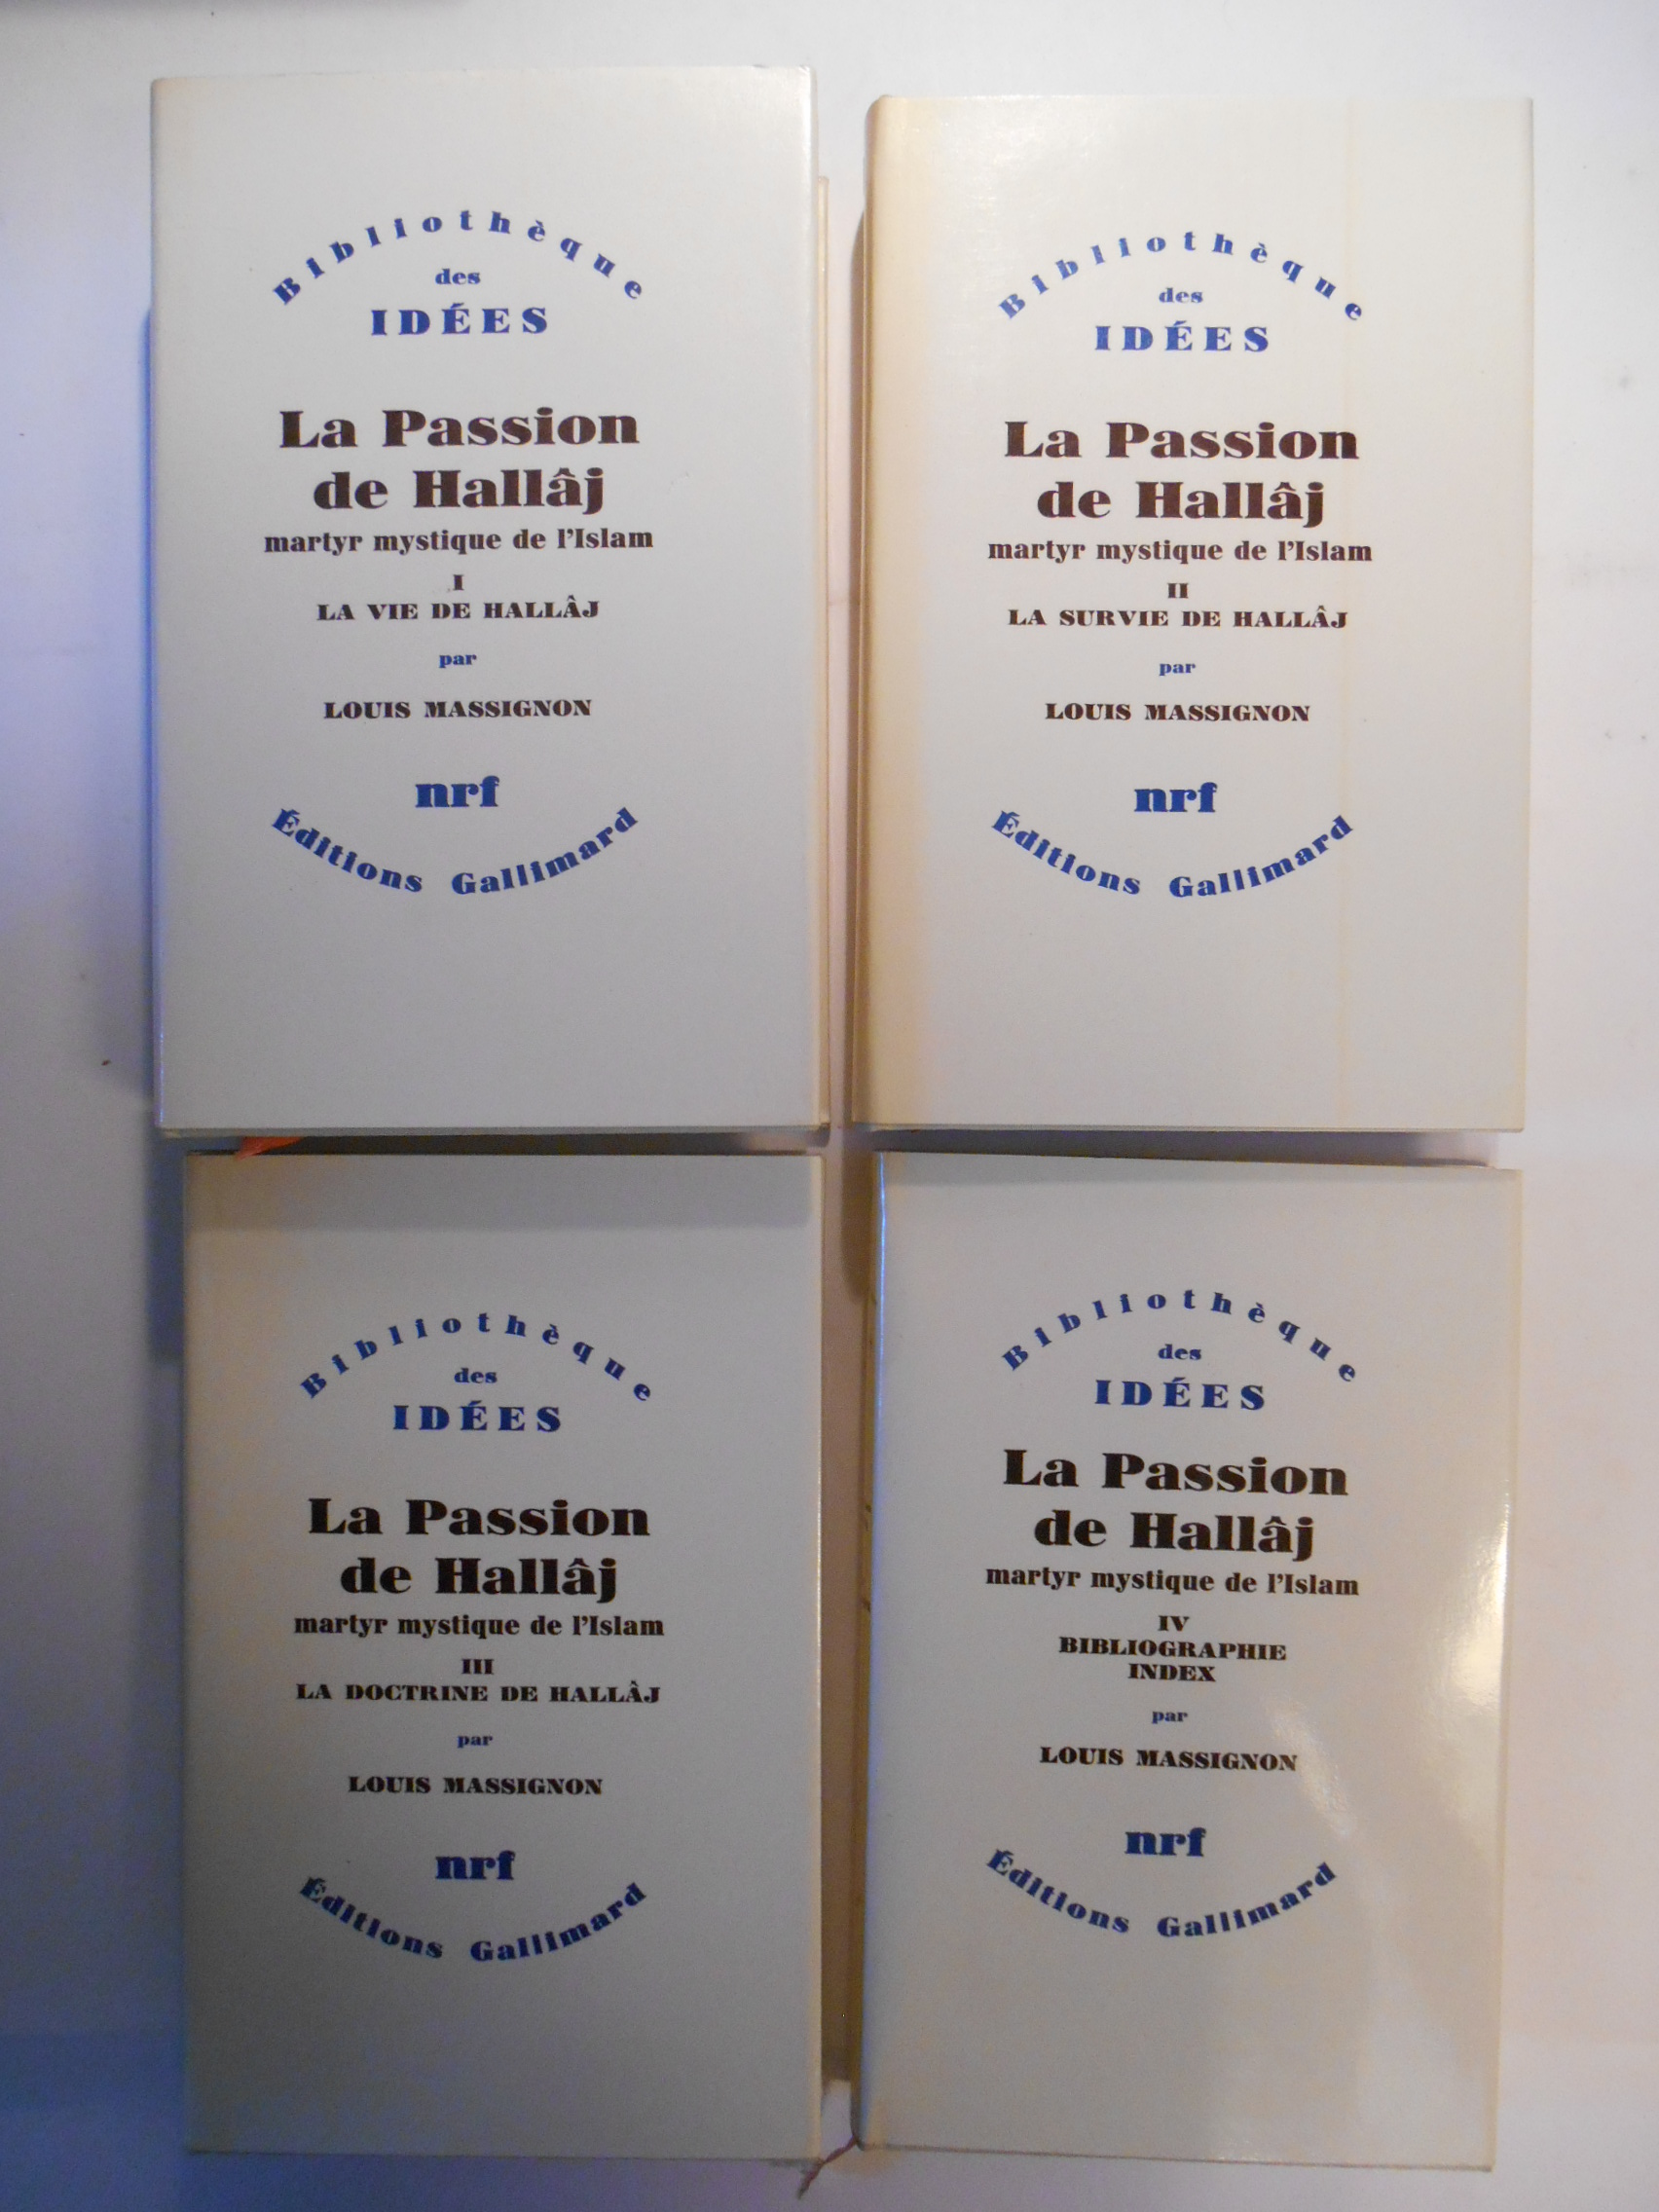 Bibliothèque
des
IDÉES
La Passion
de Hallâj
martyr mystique de l'Islam
I
LA VIE DE HALLÂJ
par
LOUIS MASSIGNON
nrf
Éditions Gallimard
Bibliothèque
des
IDÉES
La Passion
de Hallâj
martyr mystique de l'Islam
II
LA SURVIE DE HALLÂJ
par
LOUIS MASSIGNON
nrf
Éditions Gallimard
Bibliothèque
des
IDÉES
La Passion
de Hallâj
martyr mystique de l'Islam
III
LA DOCTRINE DE HALLÂJ
par
LOUIS MASSIGNON
nrf
Éditions Gallimard
Bibliothèque
des
IDÉES
La Passion
de Hallâj
martyr mystique de l'Islam
IV
BIBLIOGRAPHIE
INDEX
par
LOUIS MASSIGNON
nrf
Éditions Gallimard